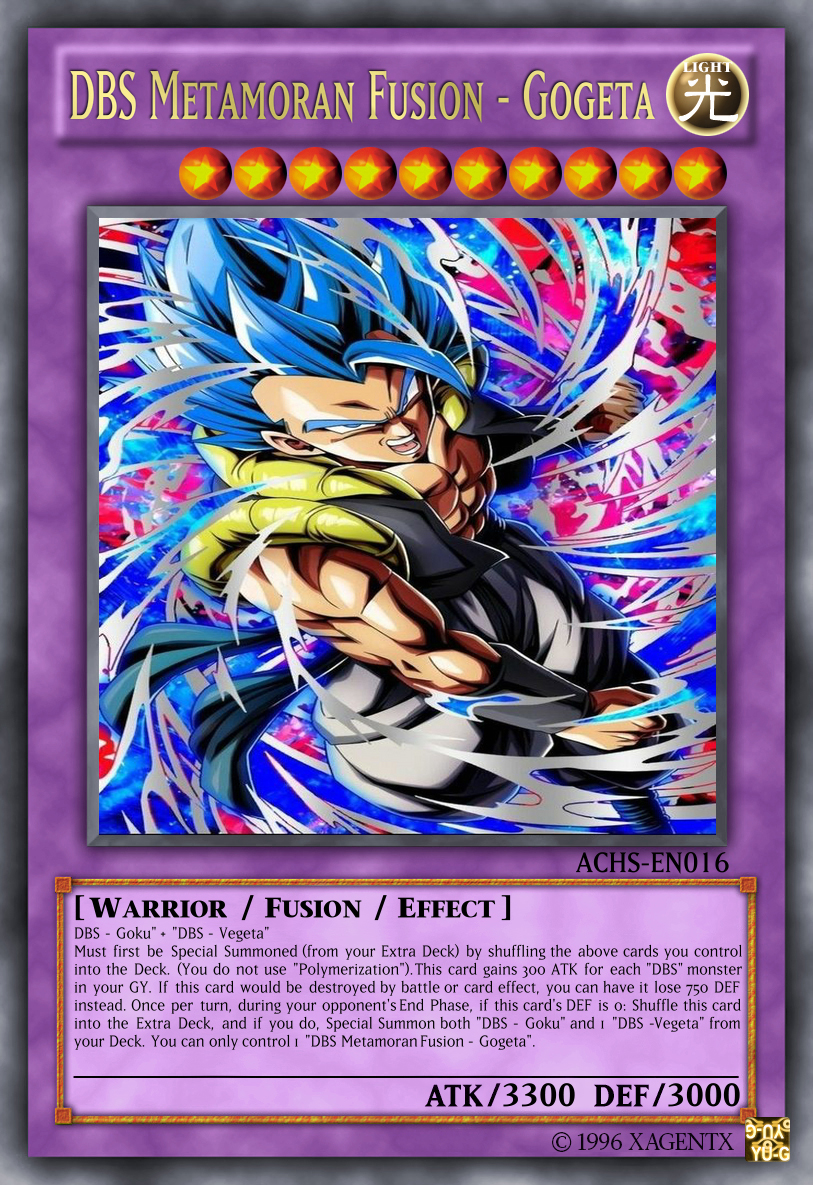 DBS Metamoran Fusion - Gogeta
LIGHT
光
ACHS-EN016
[ Warrior / Fusion / Effect ]
DBS - Goku" + "DBS - Vegeta"
Must first be Special Summoned (from your Extra Deck) by shuffling the above cards you control
into the Deck. (You do not use "Polymerization"). This card gains 300 ATK for each "DBS" monster
in your GY. If this card would be destroyed by battle or card effect, you can have it lose 750 DEF
instead. Once per turn, during your opponent's End Phase, if this card's DEF is 0: Shuffle this card
into the Extra Deck, and if you do, Special Summon both "DBS - Goku" and 1 "DBS -Vegeta" from
your Deck. You can only control 1 "DBS Metamoran Fusion - Gogeta".
ATK/3300 DEF/3000
© 1996 XAGENTX